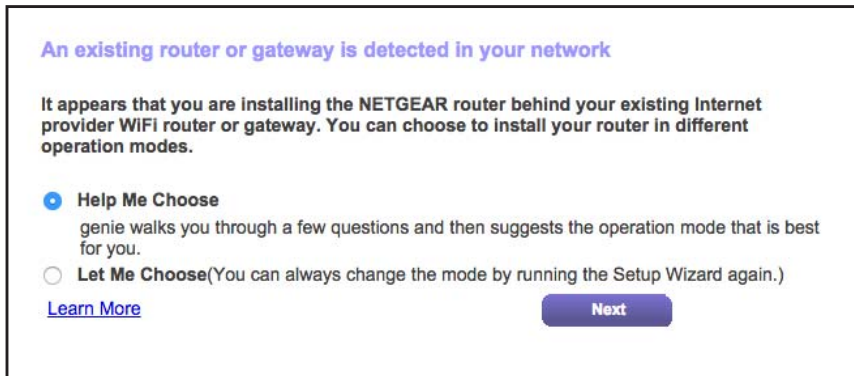 An existing router or gateway is detected in your network
It appears that you are installing the NETGEAR router behind your existing Internet
provider WiFi router or gateway. You can choose to install your router in different
operation modes.
Help Me Choose
genie walks you through a few questions and then suggests the operation mode that is best
for you.
Let Me Choose(You can always change the mode by running the Setup Wizard again.)
Learn More Next